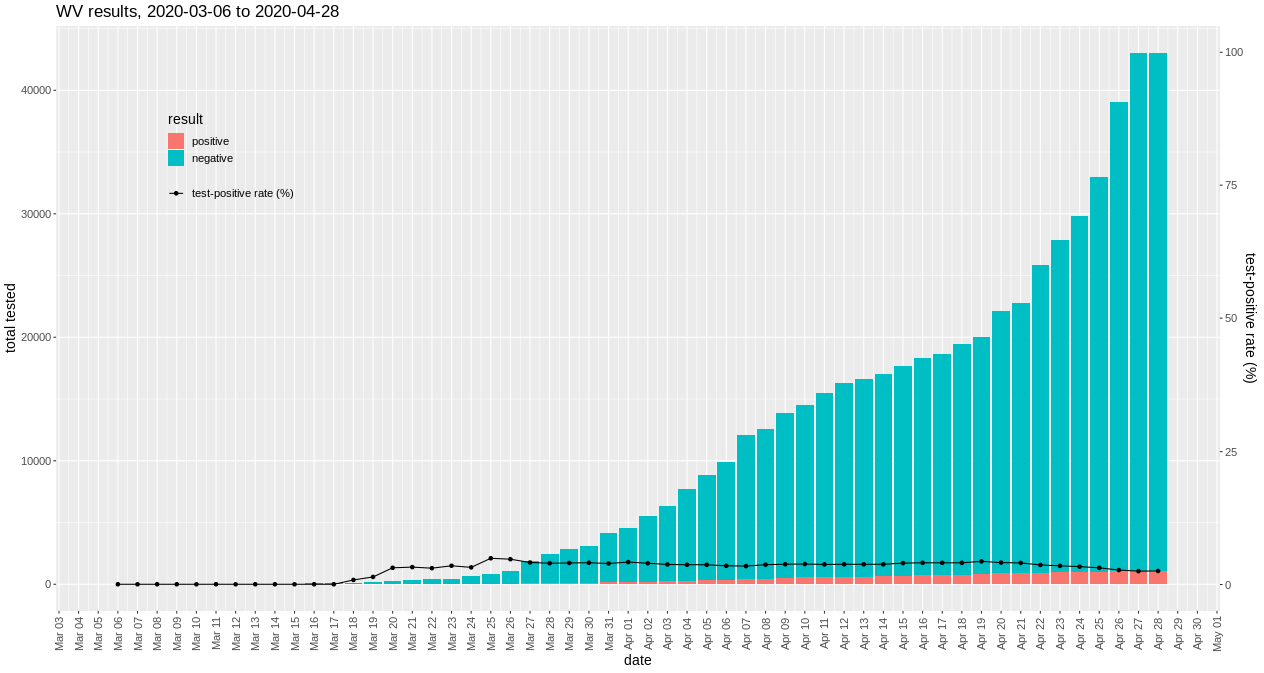 WV results, 2020-03-06 to 2020-04-28
total tested
40000
30000
20000
10000
0
result
positive
negative
test-positive rate (%)
100
75
50
25
0
test-positive rate (%)
Mar 03
Mar 04
Mar 05
Mar 06
Mar 07
Mar 08
Mar 09
Mar 10
Mar 11
Mar 12
Mar 13
Mar 14
Mar 15
Mar 16
Mar 17
Mar 18
Mar 19
Mar 20
Mar 21
Mar 22
Mar 23
Mar 24
Mar 25
Mar 26
Mar 27
Mar 28
Mar 29
Mar 30
Mar 31
Apr 01
Apr 02
Apr 03
Apr 04
Apr 05
Apr 06
Apr 07
Apr 08
Apr 09
Apr 10
Apr 11
Apr 12
Apr 13
Apr 14
Apr 15
Apr 16
Apr 17
Apr 18
Apr 19
Apr 20
Apr 21
Apr 22
Apr 23
Apr 24
Apr 25
Apr 26
Apr 27
Apr 28
Apr 29
Apr 30
May 01
date